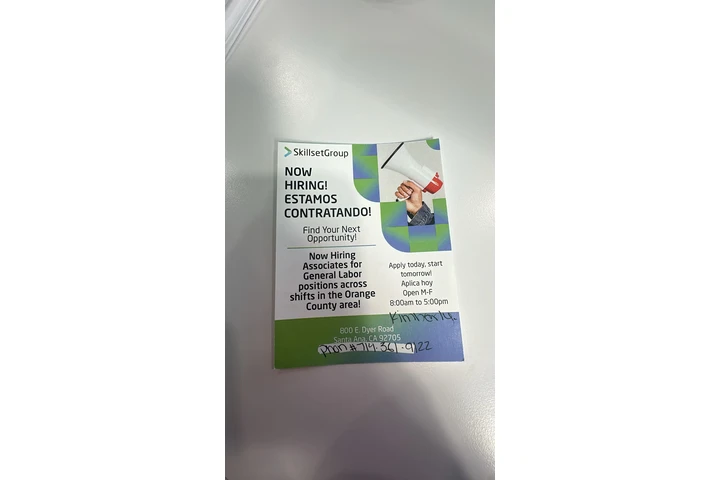 SkillsetGroup
NOW
HIRING!
ESTAMOS
CONTRATANDO!
Find Your Next
Opportunity!
Now Hiring
Associates for
General Labor
positions across
shifts in the Orange
County area!
Apply today, start
tomorrow!
Aplica hoy
Open M-F
8:00am to 5:00pm
Kimberly.
800 E. Dyer Road
Santa Ana, CA 92705